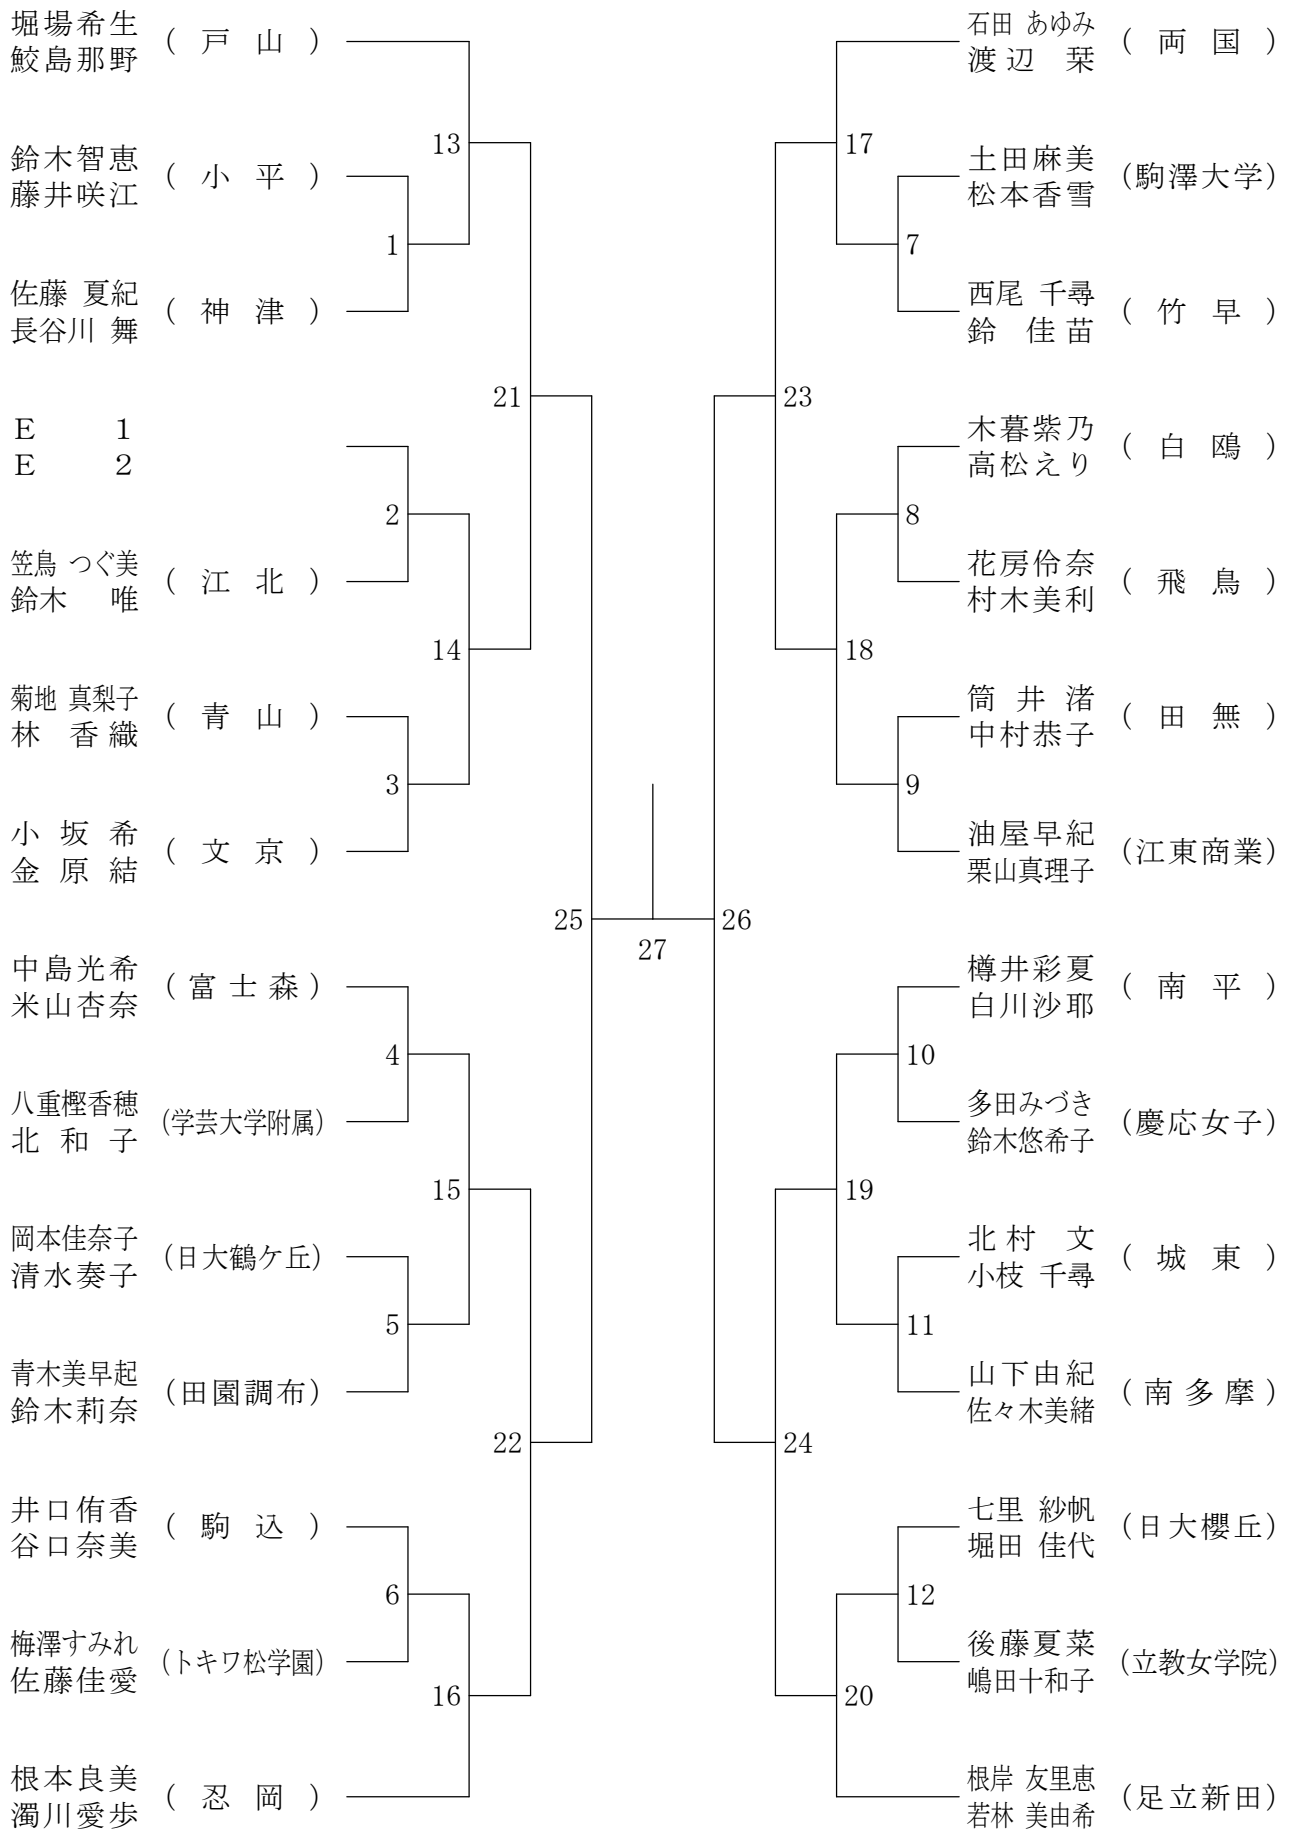 堀場希生
鮫島那野
( 戸 山 )
鈴木智恵
藤井咲江
( 小 平 )
佐藤 夏紀
長谷川 舞
( 神 津 )
E 1
E 2
笠鳥 つぐ美
鈴木 唯
( 江 北 )
菊地 真梨子
林 香織
( 青 山 )
小坂希
金原結
( 文 京 )
中島光希
米山杏奈
(富士森)
八重樫香穂
北和子
(学芸大学附属)
岡本佳奈子
清水奏子
(日大鶴ケ丘)
青木美早起
鈴木莉奈
(田園調布)
井口侑香
谷口奈美
( 駒 込 )
梅澤すみれ
佐藤佳愛
(トキワ松学園)
根本良美
濁川愛歩
( 忍 岡 )
1
2
3
4
5
6
13
14
15
16
21
22
25
27
26
23
24
17
18
19
20
7
8
9
10
11
12
石田 あゆみ
渡辺 栞
( 両 国 )
土田麻美
松本香雪
(駒澤大学)
西尾 千尋
鈴 佳苗
( 竹 早 )
木暮紫乃
高松えり
( 白 鴎 )
花房伶奈
村木美利
( 飛 鳥 )
筒井渚
中村恭子
( 田 無 )
油屋早紀
栗山真理子
(江東商業)
樽井彩夏
白川沙耶
( 南 平 )
多田みづき
鈴木悠希子
(慶応女子)
北村 文
小枝 千尋
( 城 東 )
山下由紀
佐々木美緒
(南多摩)
七里 紗帆
堀田 佳代
(日大櫻丘)
後藤夏菜
嶋田十和子
(立教女学院)
根岸 友里恵
若林 美由希
(足立新田)